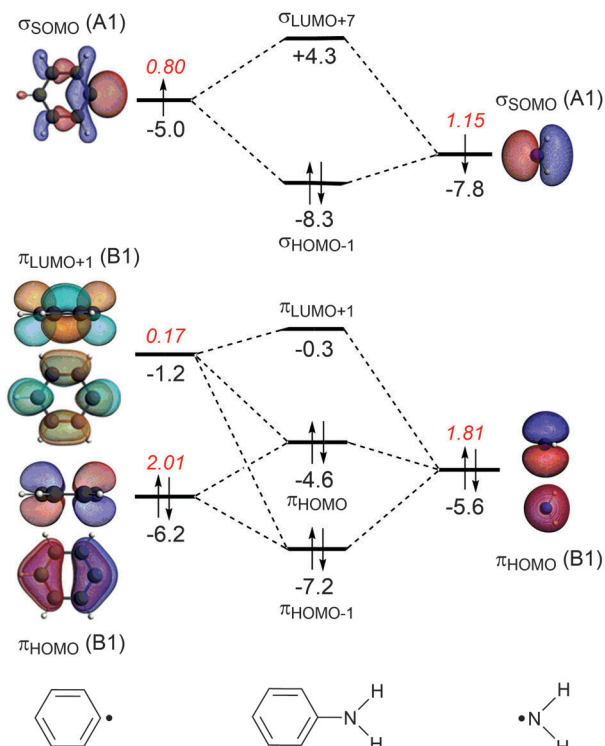 σSOMO (A1)
0.80
-5.0
σLUMO+7
+4.3
σSOMO (A1)
1.15
-7.8
-8.3
σHOMO-1
πLUMO+1 (B1)
0.17
-1.2
πLUMO+1
-0.3
2.01
-6.2
-4.6
πHOMO
1.81
-5.6
-7.2
πHOMO-1
πHOMO (B1)
πHOMO (B1)
H
N
H
H
N
H